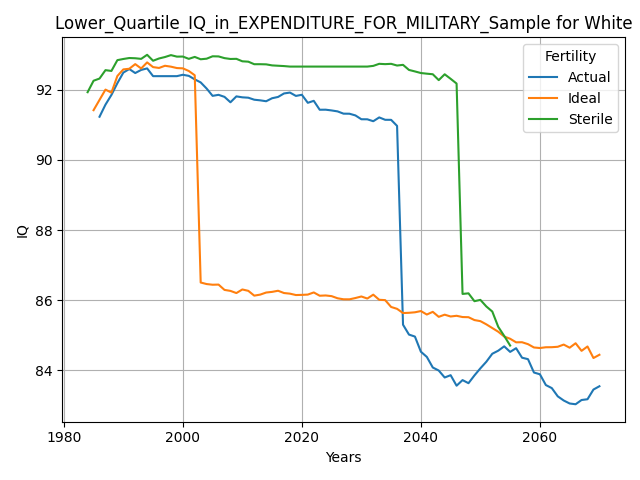 Lower_Quartile_IQ_in_EXPENDITURE_FOR_MILITARY_Sample for White
Fertility
Actual
Ideal
Sterile
IQ
92
90
88
86
84
1980
2000
2020
2040
2060
Years